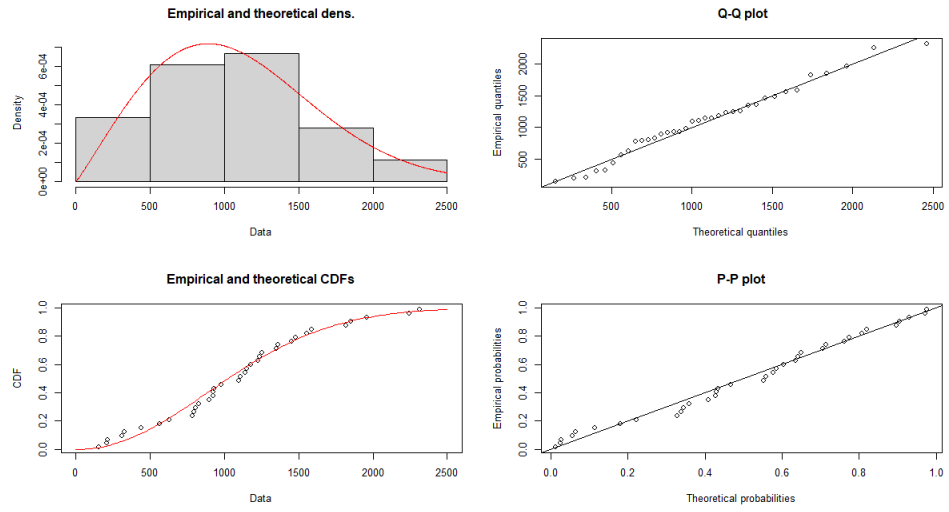 Empirical and theoretical dens.
Density
0e+00 2e-04 4e-04 6e-04
0 500 1000 1500 2000 2500
Data
Q-Q plot
Empirical quantiles
500 1000 1500 2000
500 1000 1500 2000 2500
Theoretical quantiles
Empirical and theoretical CDFs
CDF
0.0 0.2 0.4 0.6 0.8 1.0
0 500 1000 1500 2000 2500
Data
P-P plot
Empirical probabilities
0.0 0.2 0.4 0.6 0.8 1.0
0.0 0.2 0.4 0.6 0.8 1.0
Theoretical probabilities